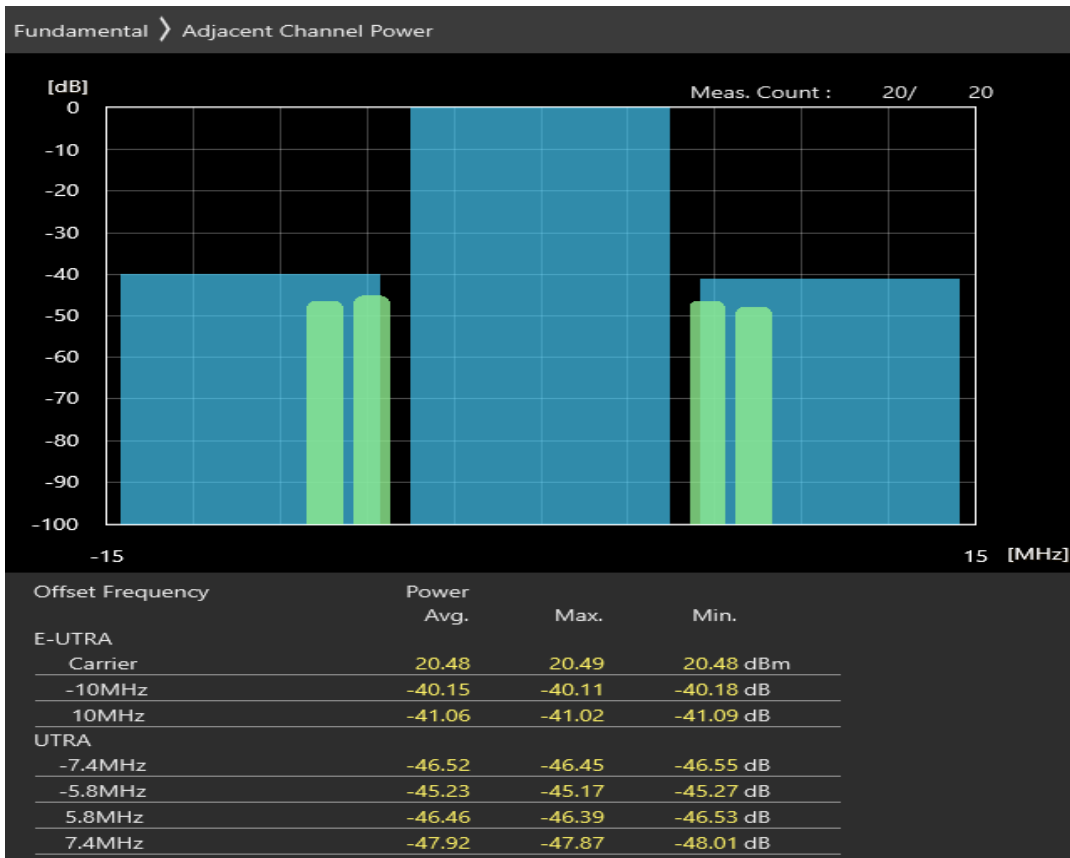 Fundamental 〉 Adjacent Channel Power
[dB]
Meas. Count : 20/ 20
0
-10
-20
-30
-40
-50
-60
-70
-80
-90
-100
-15 15 [MHz]
Offset Frequency Power
Avg. Max. Min.
E-UTRA
Carrier 20.48 20.49 20.48 dBm
-10MHz -40.15 -40.11 -40.18 dB
10MHz -41.06 -41.02 -41.09 dB
UTRA
-7.4MHz -46.52 -46.45 -46.55 dB
-5.8MHz -45.23 -45.17 -45.27 dB
5.8MHz -46.46 -46.39 -46.53 dB
7.4MHz -47.92 -47.87 -48.01 dB